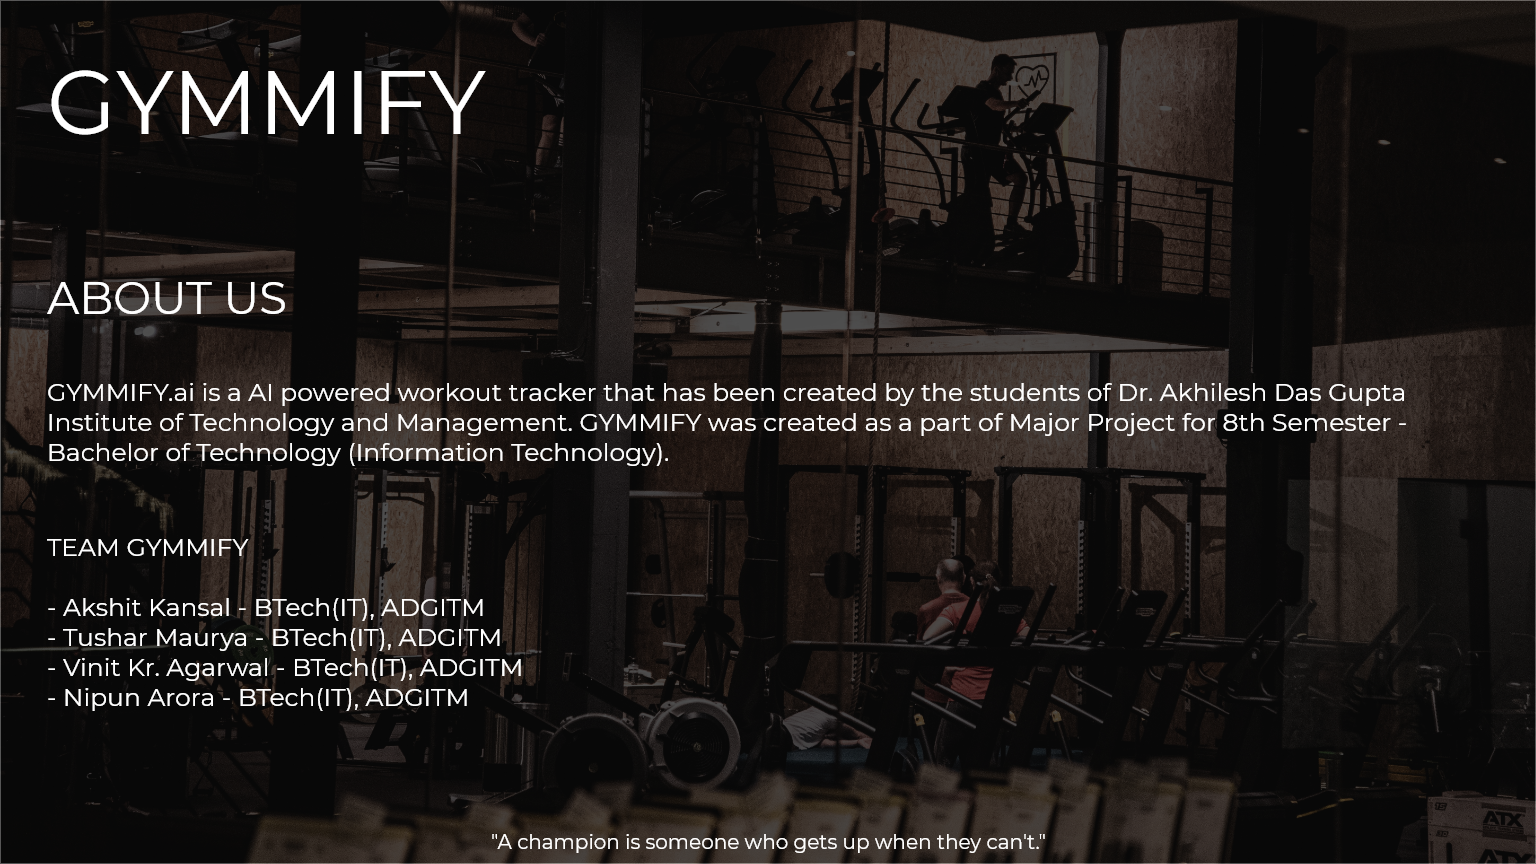 GYMMIFY
ABOUT US
GYMMIFY.ai is a AI powered workout tracker that has been created by the students of Dr. Akhilesh Das Gupta
Institute of Technology and Management. GYMMIFY was created as a part of Major Project for 8th Semester -
Bachelor of Technology (Information Technology).
TEAM GYMMIFY
- Akshit Kansal - BTech(IT), ADGITM
- Tushar Maurya - BTech(IT), ADGITM
- Vinit Kr. Agarwal - BTech(IT), ADGITM
- Nipun Arora - BTech(IT), ADGITM
ATX
ATX
"A champion is someone who gets up when they can't."